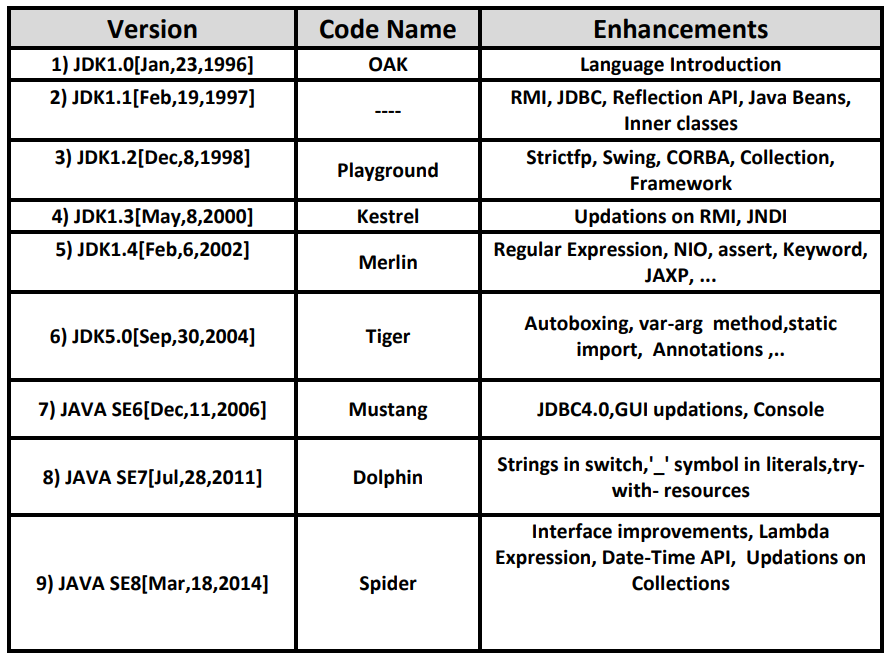 Version Code Name Enhancements
1) JDK1.0[Jan,23,1996] OAK Language Introduction
2) JDK1.1[Feb,19,1997] ---- RMI, JDBC, Reflection API, Java Beans,
Inner classes
3) JDK1.2[Dec,8,1998] Playground Strictfp, Swing, CORBA, Collection,
Framework
4) JDK1.3[May,8,2000] Kestrel Updations on RMI, JNDI
5) JDK1.4[Feb,6,2002] Merlin Regular Expression, NIO, assert, Keyword,
JAXP, ...
6) JDK5.0[Sep,30,2004] Tiger Autoboxing, var-arg method,static
import, Annotations ,..
7) JAVA SE6[Dec,11,2006] Mustang JDBC4.0,GUI updations, Console
8) JAVA SE7[Jul,28,2011] Dolphin Strings in switch,'_' symbol in literals,try-
with- resources
9) JAVA SE8[Mar,18,2014] Spider Interface improvements, Lambda
Expression, Date-Time API, Updations on
Collections